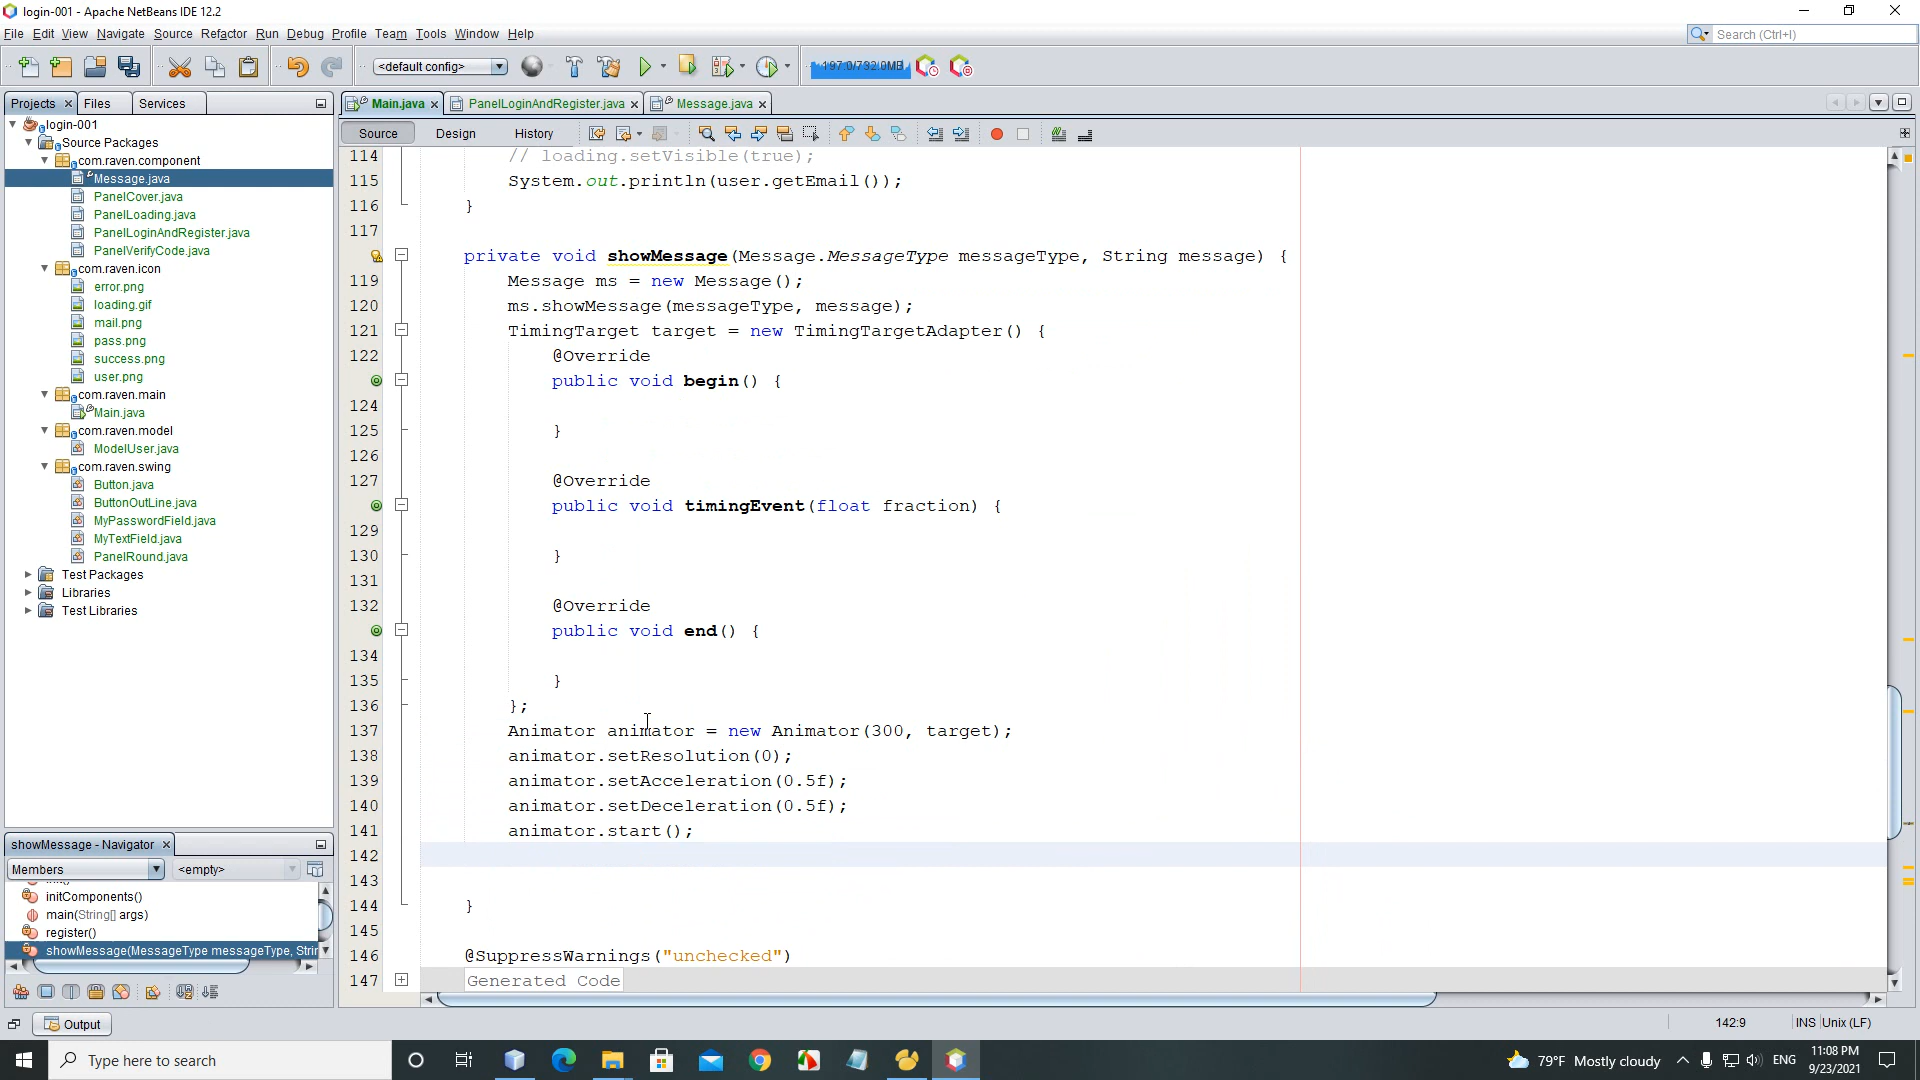 login-001 - Apache NetBeans IDE 12.2
File Edit View Navigate Source Refactor Run Debug Profile Team Tools Window Help
Search (Ctrl+I)
<default config>
197.0/792.0MB
Projects Files Services
Main.java PanelLoginAndRegister.java Message.java
Source Design History
login-001
Source Packages
com.raven.component
Message.java
PanelCover.java
PanelLoading.java
PanelLoginAndRegister.java
PanelVerifyCode.java
com.raven.icon
error.png
loading.gif
mail.png
pass.png
success.png
user.png
com.raven.main
Main.java
com.raven.model
ModelUser.java
com.raven.swing
Button.java
ButtonOutLine.java
MyPasswordField.java
MyTextField.java
PanelRound.java
Test Packages
Libraries
Test Libraries
showMessage - Navigator
Members <empty>
initComponents()
main(String[] args)
register()
showMessage(MessageType messageType, Strir
114 // loading.setVisible(true);
115 System.out.println(user.getEmail());
116 }
117
private void showMessage(Message.MessageType messageType, String message) {
119 Message ms = new Message();
120 ms.showMessage(messageType, message);
121 TimingTarget target = new TimingTargetAdapter() {
122 @Override
public void begin() {
124
125 }
126
127 @Override
public void timingEvent(float fraction) {
129
130 }
131
132 @Override
public void end() {
134
135 }
136 };
137 Animator animator = new Animator(300, target);
138 animator.setResolution(0);
139 animator.setAcceleration(0.5f);
140 animator.setDeceleration(0.5f);
141 animator.start();
142
143
144 }
145
146 @SuppressWarnings("unchecked")
147 Generated Code
Output
142:9 INS Unix (LF)
Type here to search
79°F Mostly cloudy ENG 11:08 PM
9/23/2021